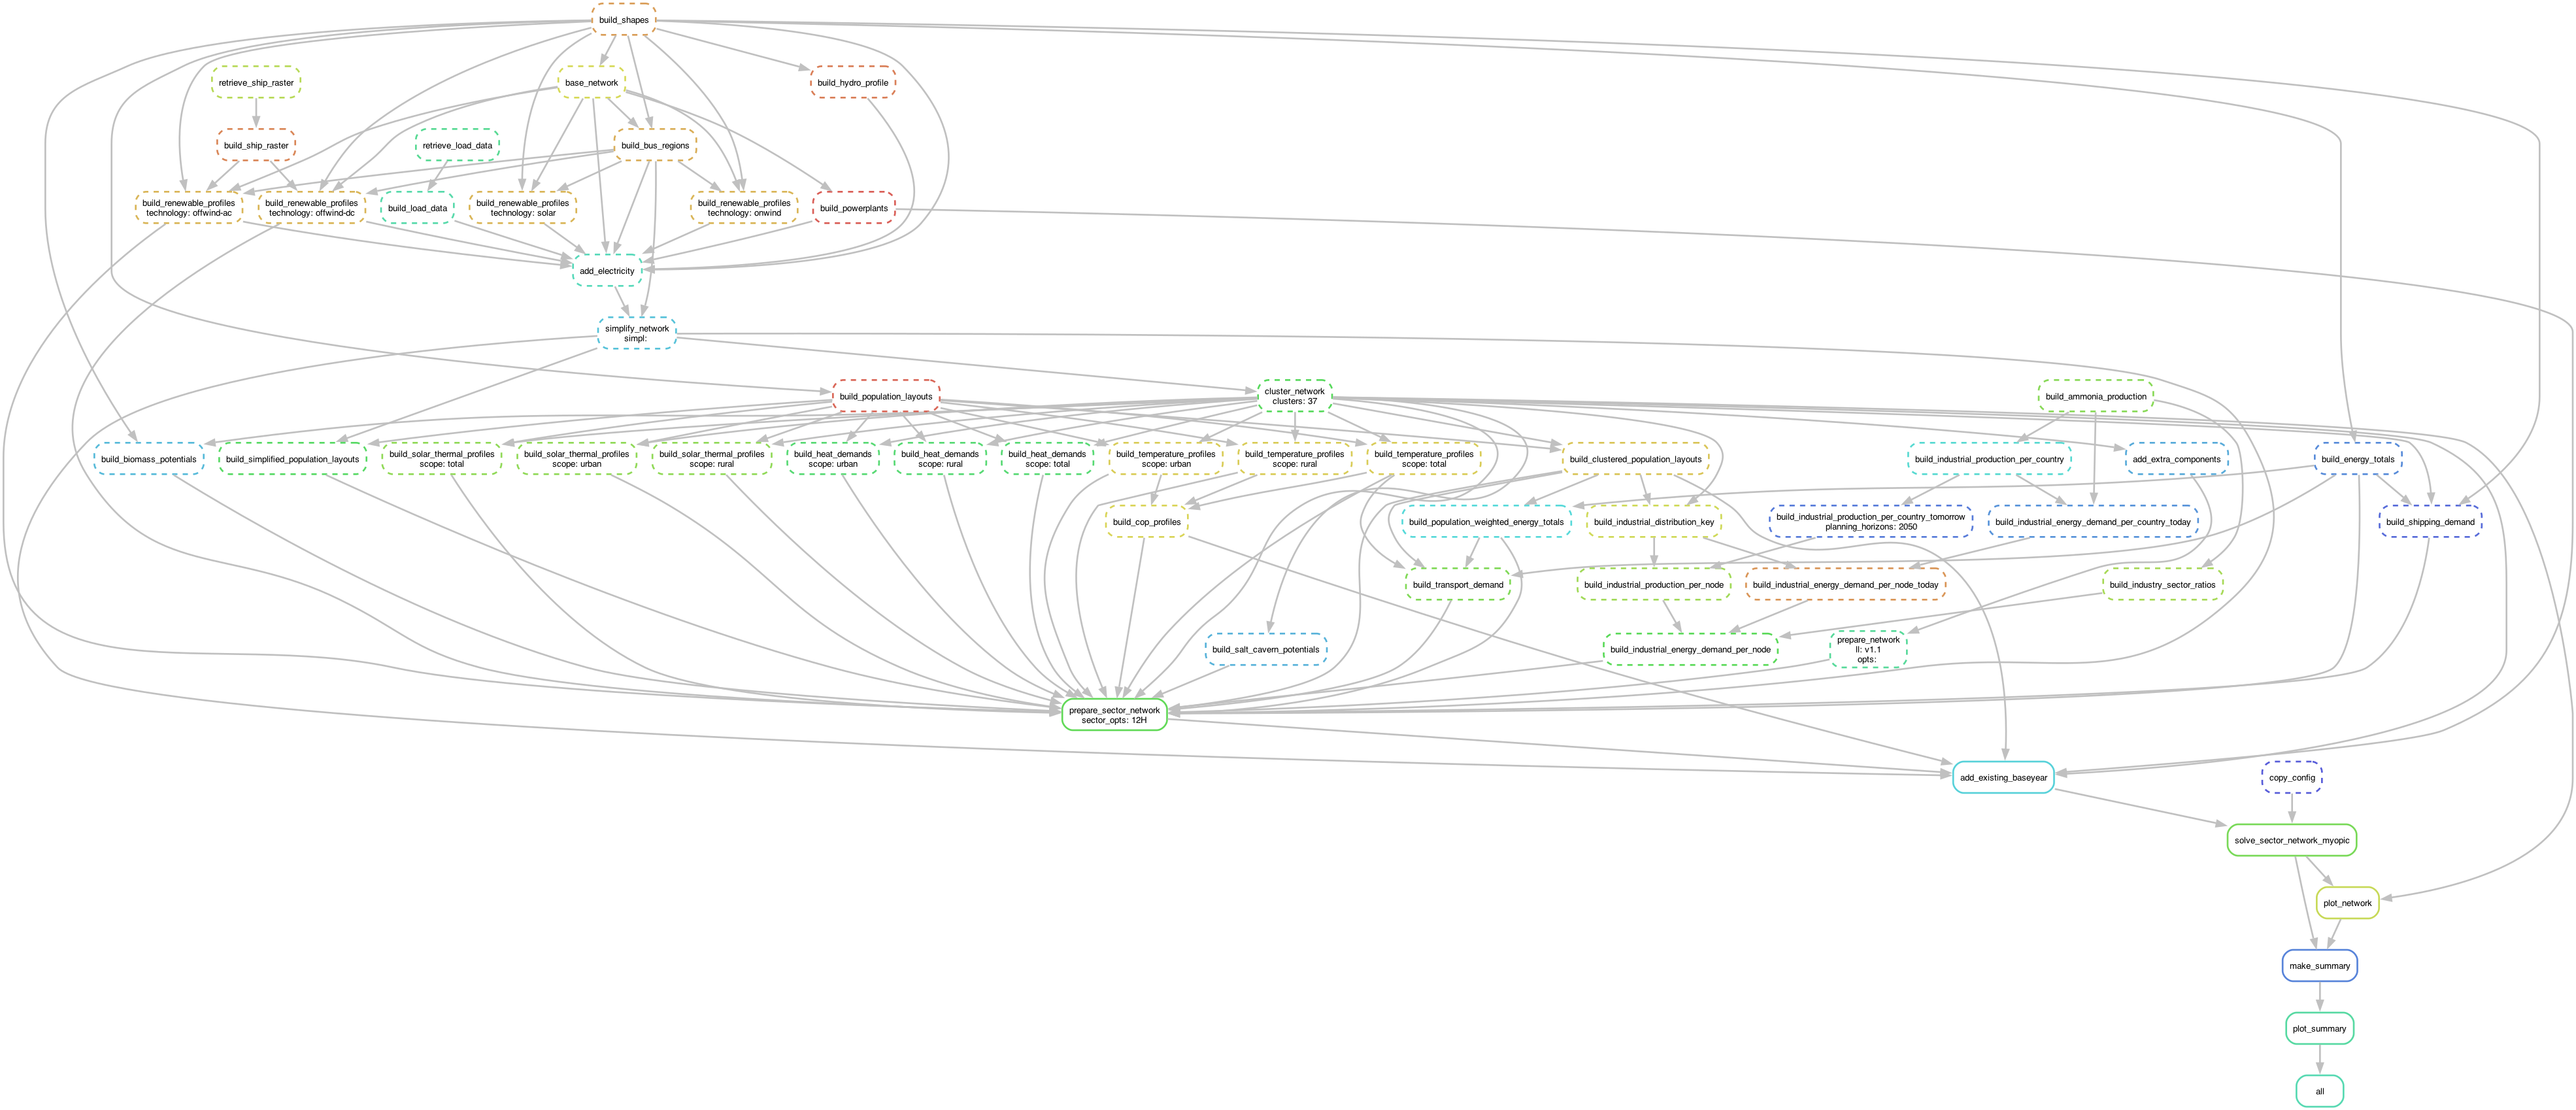 build_shapes
retrieve_ship_raster
base_network
build_hydro_profile
build_ship_raster
retrieve_load_data
build_bus_regions
build_renewable_profiles
technology: offwind-ac
build_renewable_profiles
technology: offwind-dc
build_load_data
build_renewable_profiles
technology: solar
build_renewable_profiles
technology: onwind
build_powerplants
add_electricity
simplify_network
simpl:
build_population_layouts
cluster_network
clusters: 37
build_ammonia_production
build_biomass_potentials
build_simplified_population_layouts
build_solar_thermal_profiles
scope: total
build_solar_thermal_profiles
scope: urban
build_solar_thermal_profiles
scope: rural
build_heat_demands
scope: urban
build_heat_demands
scope: rural
build_heat_demands
scope: total
build_temperature_profiles
scope: urban
build_temperature_profiles
scope: rural
build_temperature_profiles
scope: total
build_clustered_population_layouts
build_industrial_production_per_country
add_extra_components
build_energy_totals
build_cop_profiles
build_population_weighted_energy_totals
build_industrial_distribution_key
build_industrial_production_per_country_tomorrow
planning_horizons: 2050
build_industrial_energy_demand_per_country_today
build_shipping_demand
build_transport_demand
build_industrial_production_per_node
build_industrial_energy_demand_per_node_today
build_industry_sector_ratios
build_salt_cavern_potentials
build_industrial_energy_demand_per_node
prepare_network
ll: v1.1
opts:
prepare_sector_network
sector_opts: 12H
add_existing_baseyear
copy_config
solve_sector_network_myopic
plot_network
make_summary
plot_summary
all